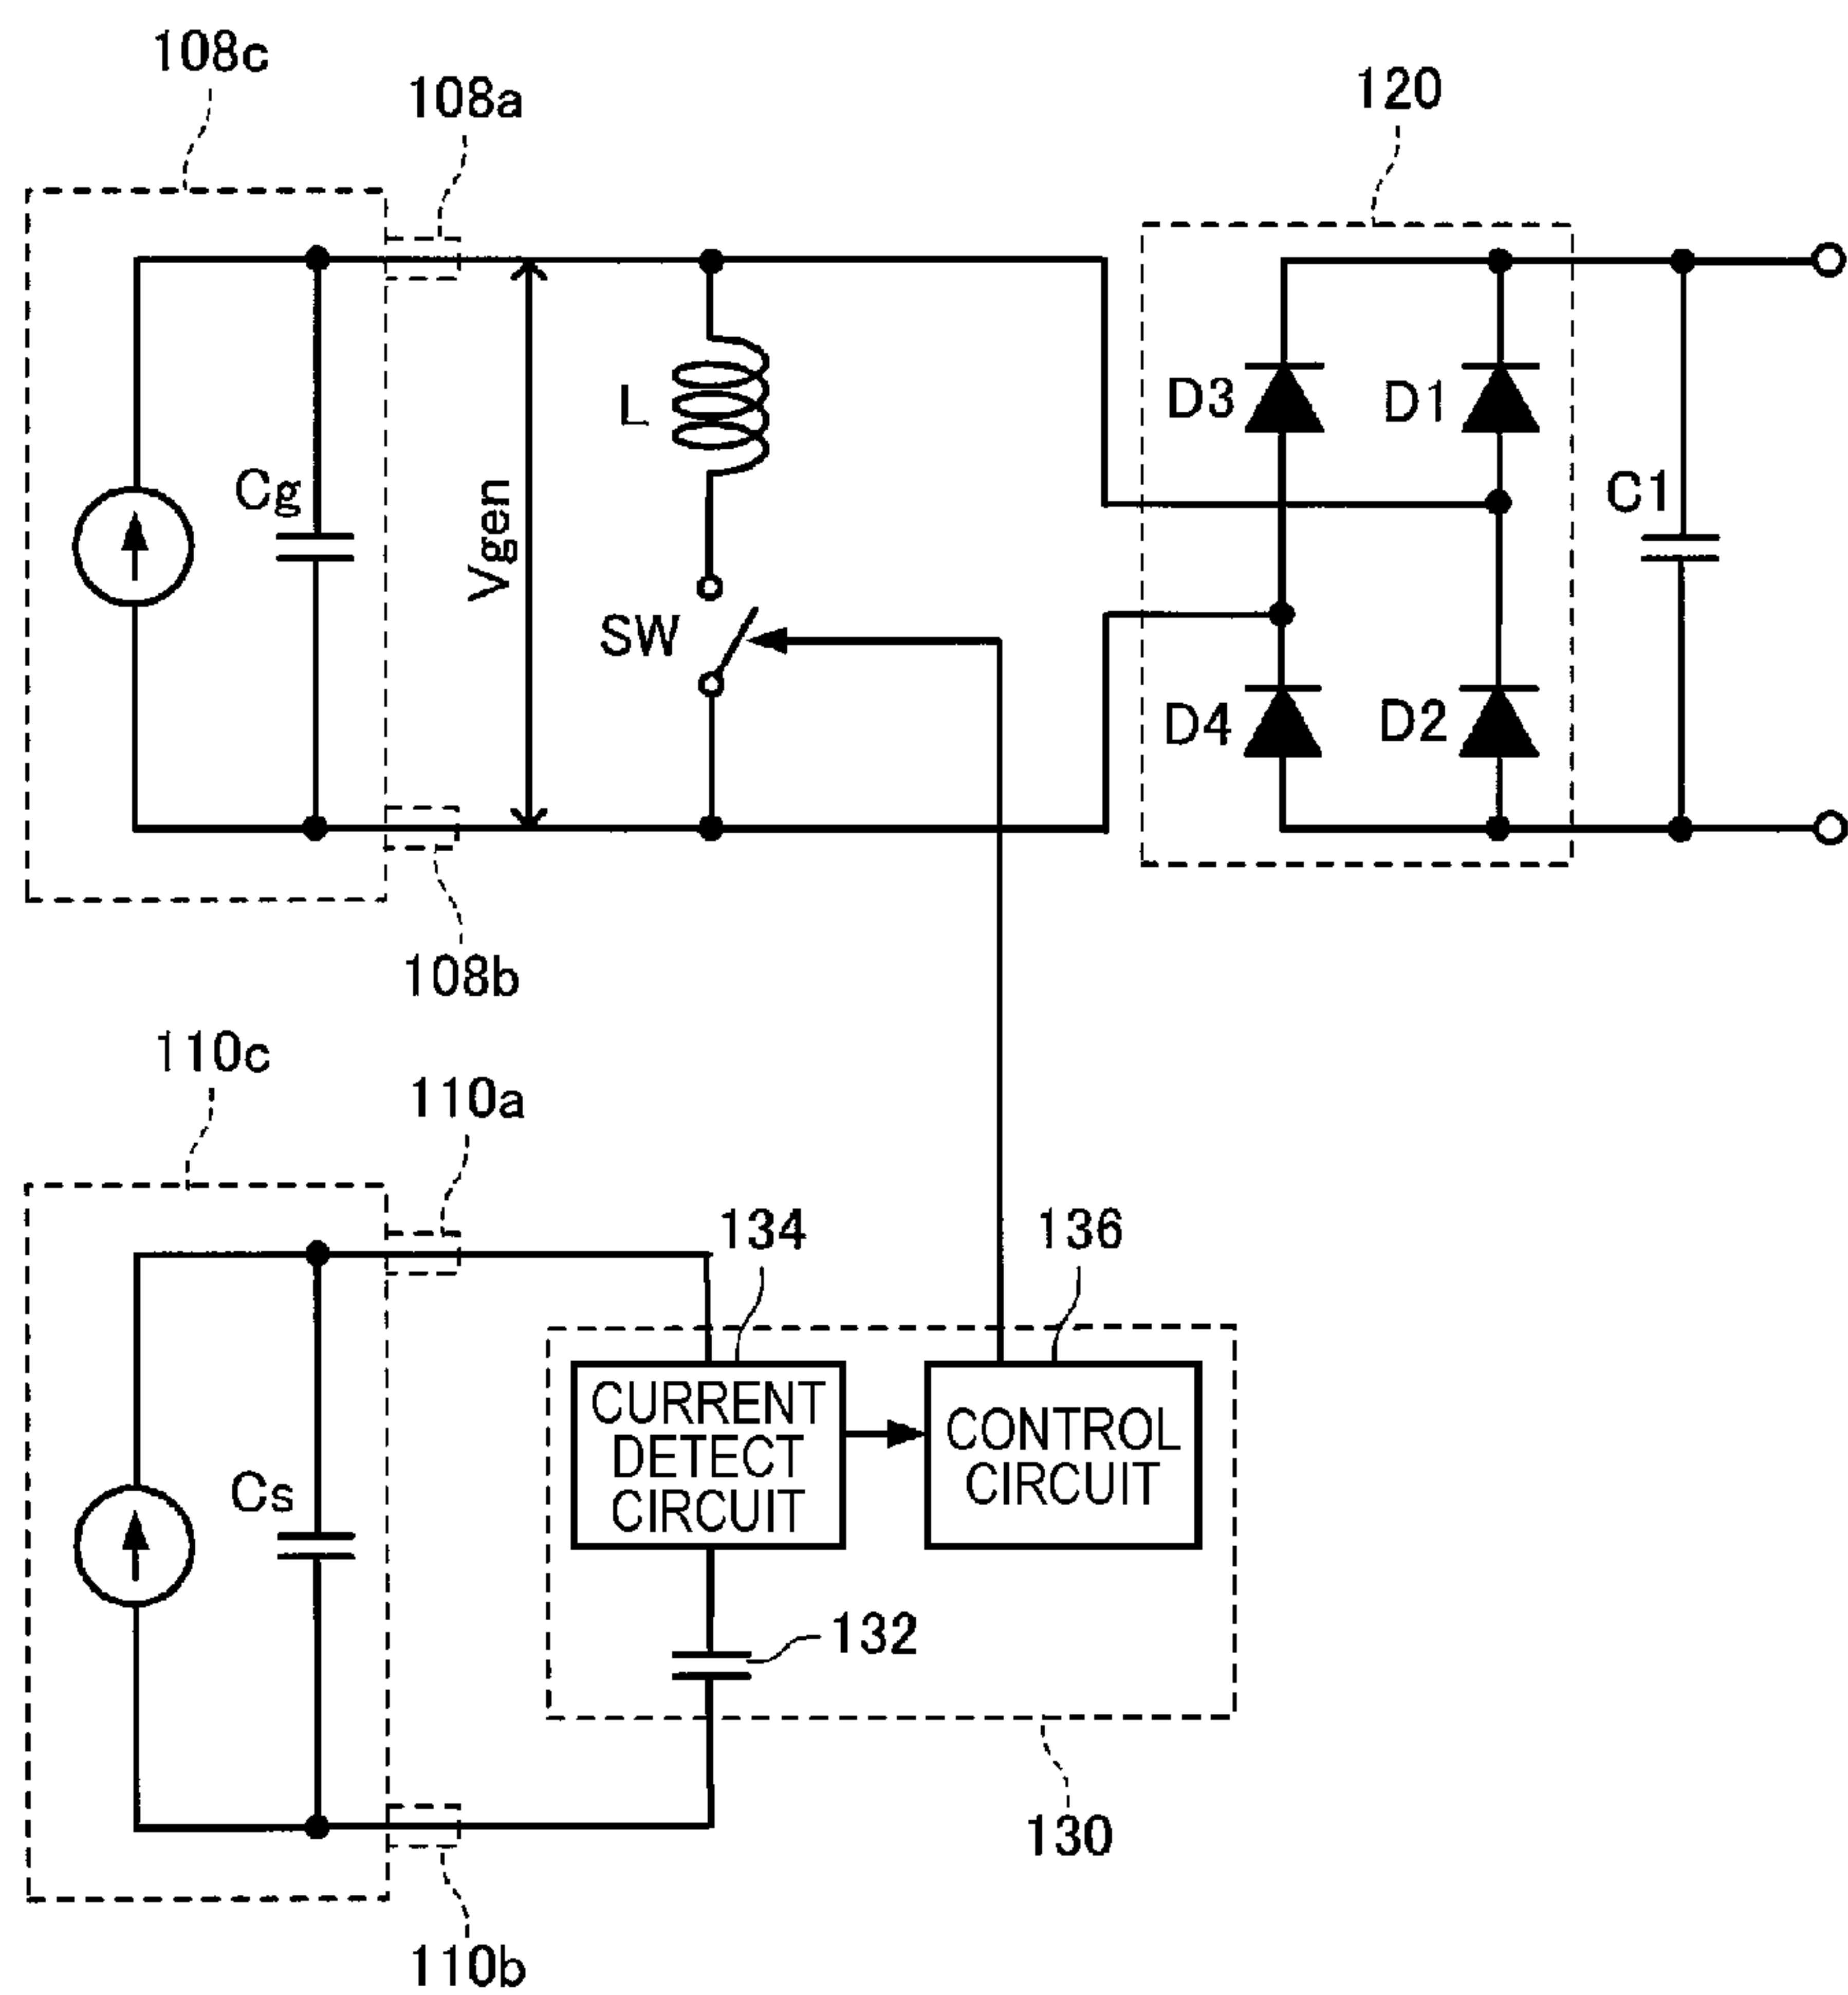 108c
108a
120
D3
D1
L
Cg
C1
Vgen
SW
D4
D2
108b
110c
110a
134
136
CURRENT
DETECT
CIRCUIT
CONTROL
CIRCUIT
Cs
132
130
110b